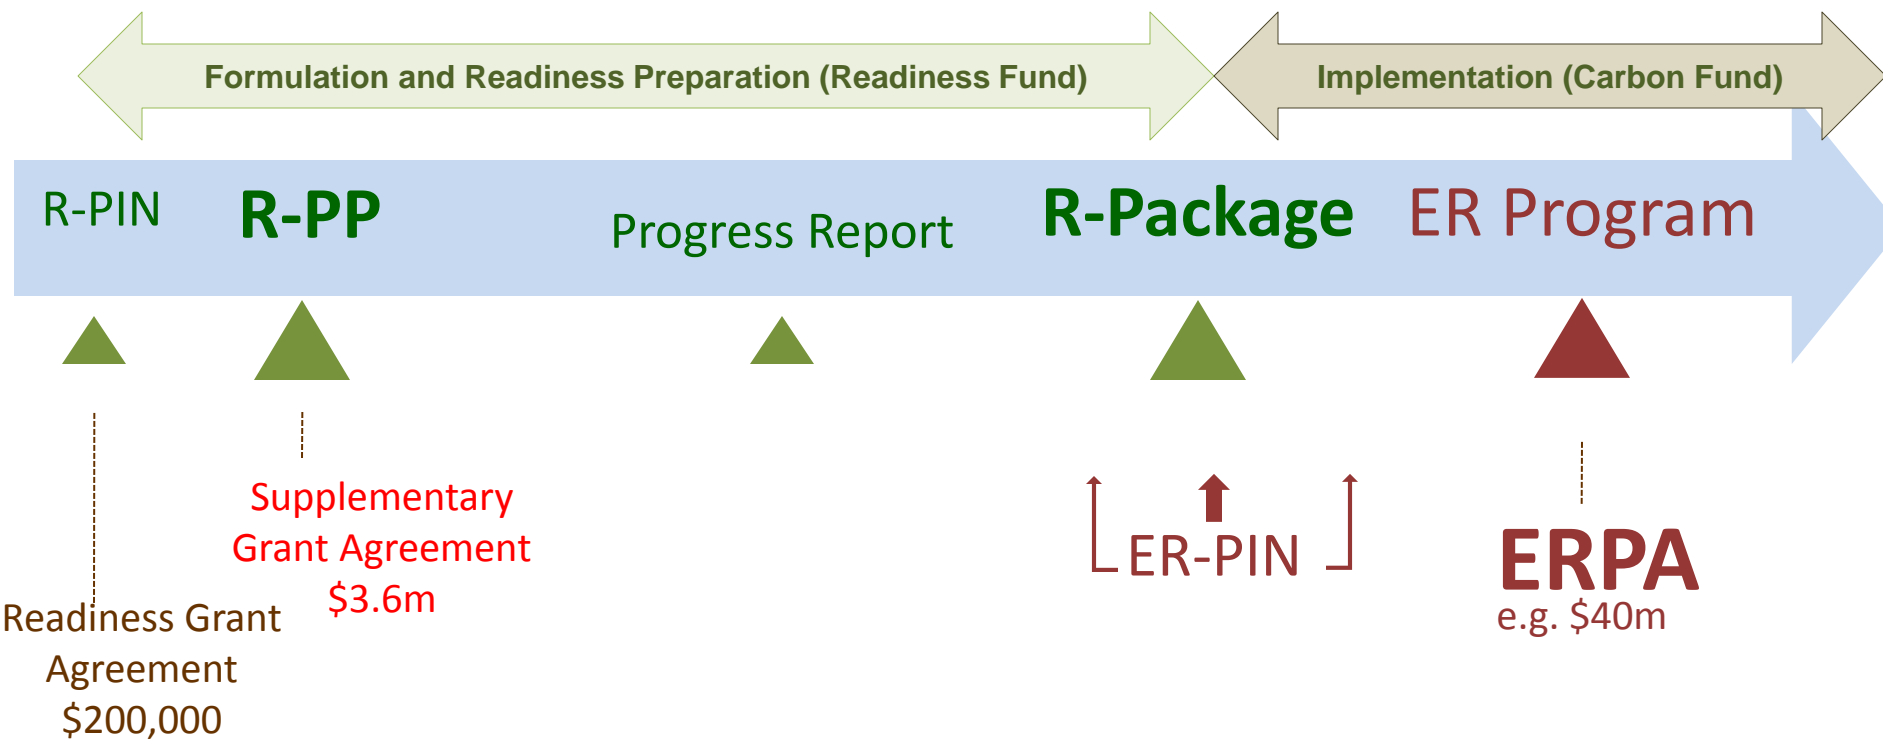 Formulation and Readiness Preparation (Readiness Fund)
Implementation (Carbon Fund)
R-PIN
R-PP
Progress Report
R-Package
ER Program
Readiness Grant
Agreement
$200,000
Supplementary
Grant Agreement
$3.6m
ER-PIN
ERPA
e.g. $40m